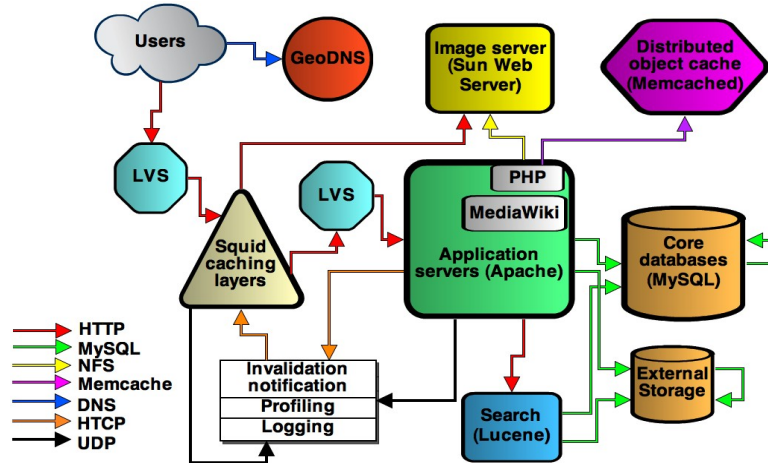 Users
GeoDNS
Image server
(Sun Web
Server)
Distributed
object cache
(Memcached)
LVS
LVS
PHP
MediaWiki
Squid
caching
layers
Application
servers (Apache)
Core
databases
(MySQL)
HTTP
MySQL
NFS
Memcache
DNS
HTCP
UDP
Invalidation
notification
Profiling
Logging
Search
(Lucene)
External
Storage